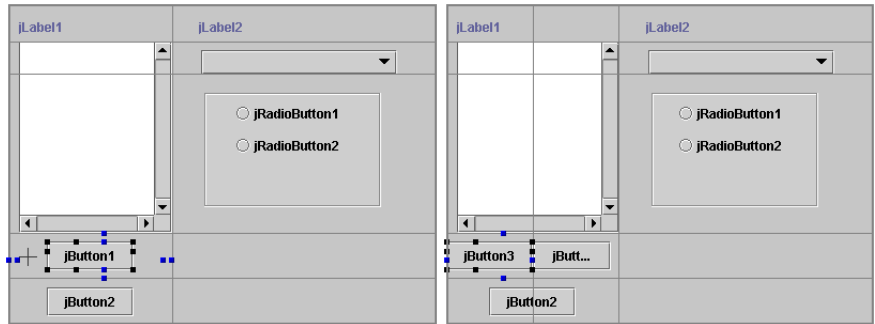 jLabel1 jLabel2
jRadioButton1
jRadioButton2
jButton1
jButton2
jLabel1 jLabel2
jRadioButton1
jRadioButton2
jButton3 jButt...
jButton2